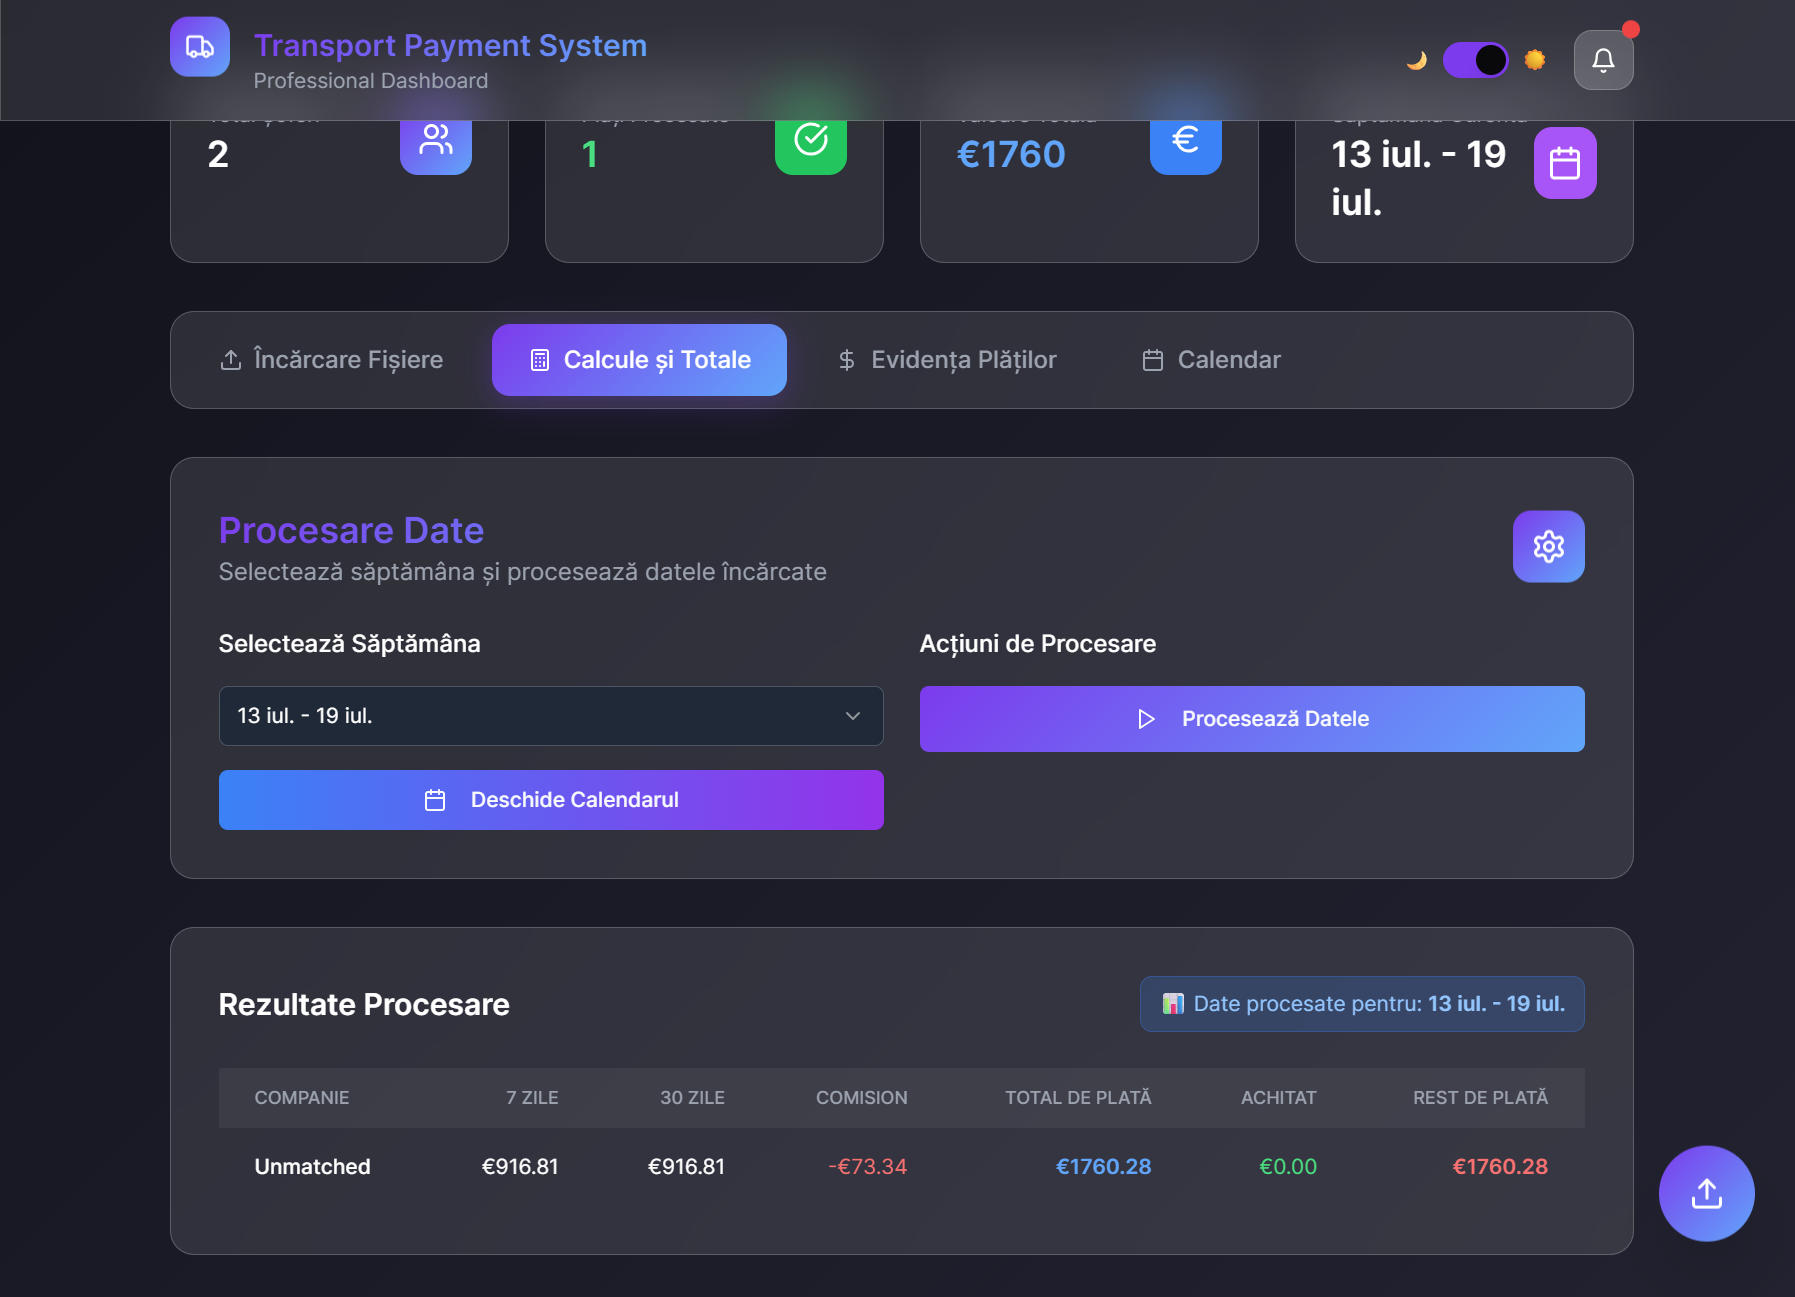 Transport Payment System
Professional Dashboard
2
1
€1760
13 iul. - 19
iul.
Încărcare Fișiere
Calcule și Totale
Evidența Plăților
Calendar
Procesare Date
Selectează săptămâna și procesează datele încărcate
Selectează Săptămâna
Acțiuni de Procesare
13 iul. - 19 iul.
Procesează Datele
Deschide Calendarul
Rezultate Procesare
Date procesate pentru: 13 iul. - 19 iul.
COMPANIE 7 ZILE 30 ZILE COMISION TOTAL DE PLATĂ ACHITAT REST DE PLATĂ
Unmatched €916.81 €916.81 -€73.34 €1760.28 €0.00 €1760.28